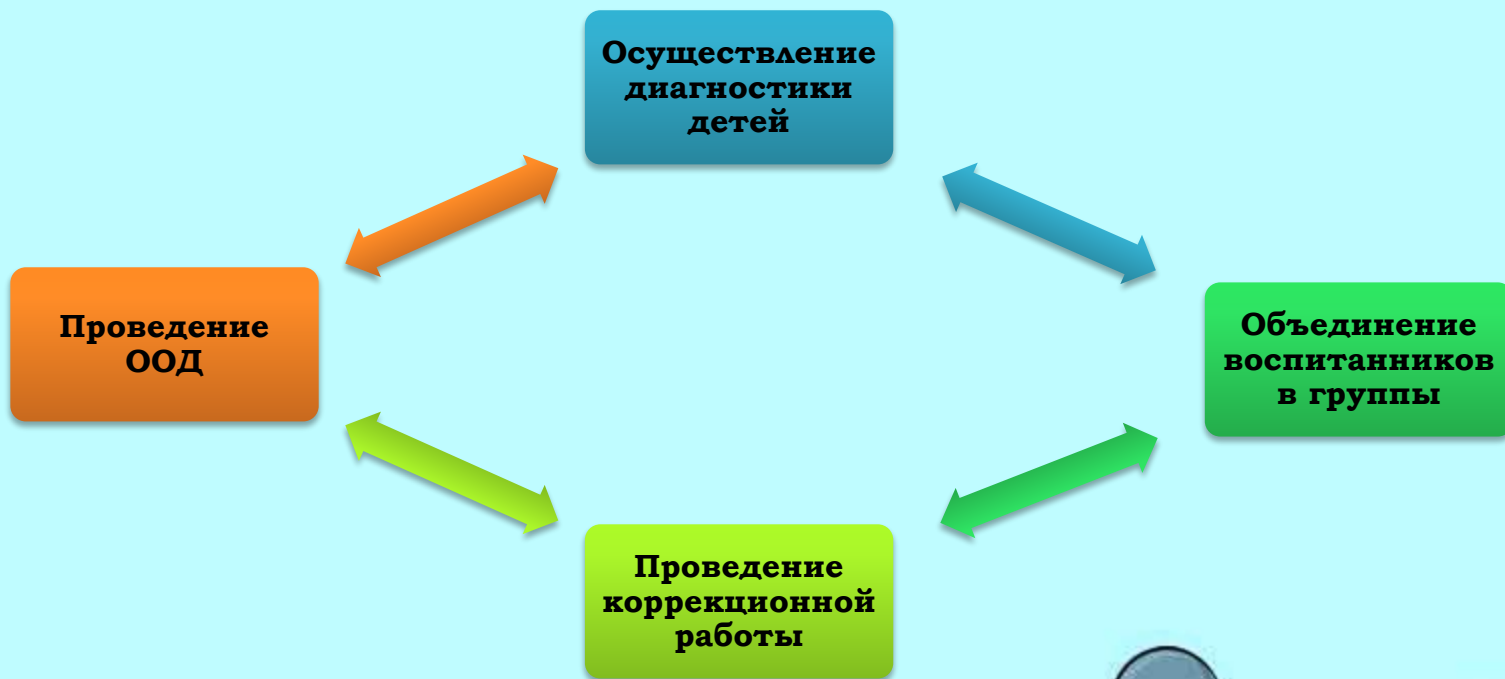 Осуществление
диагностики
детей
Проведение
ООД
Объединение
воспитанников
в группы
Проведение
коррекционной
работы